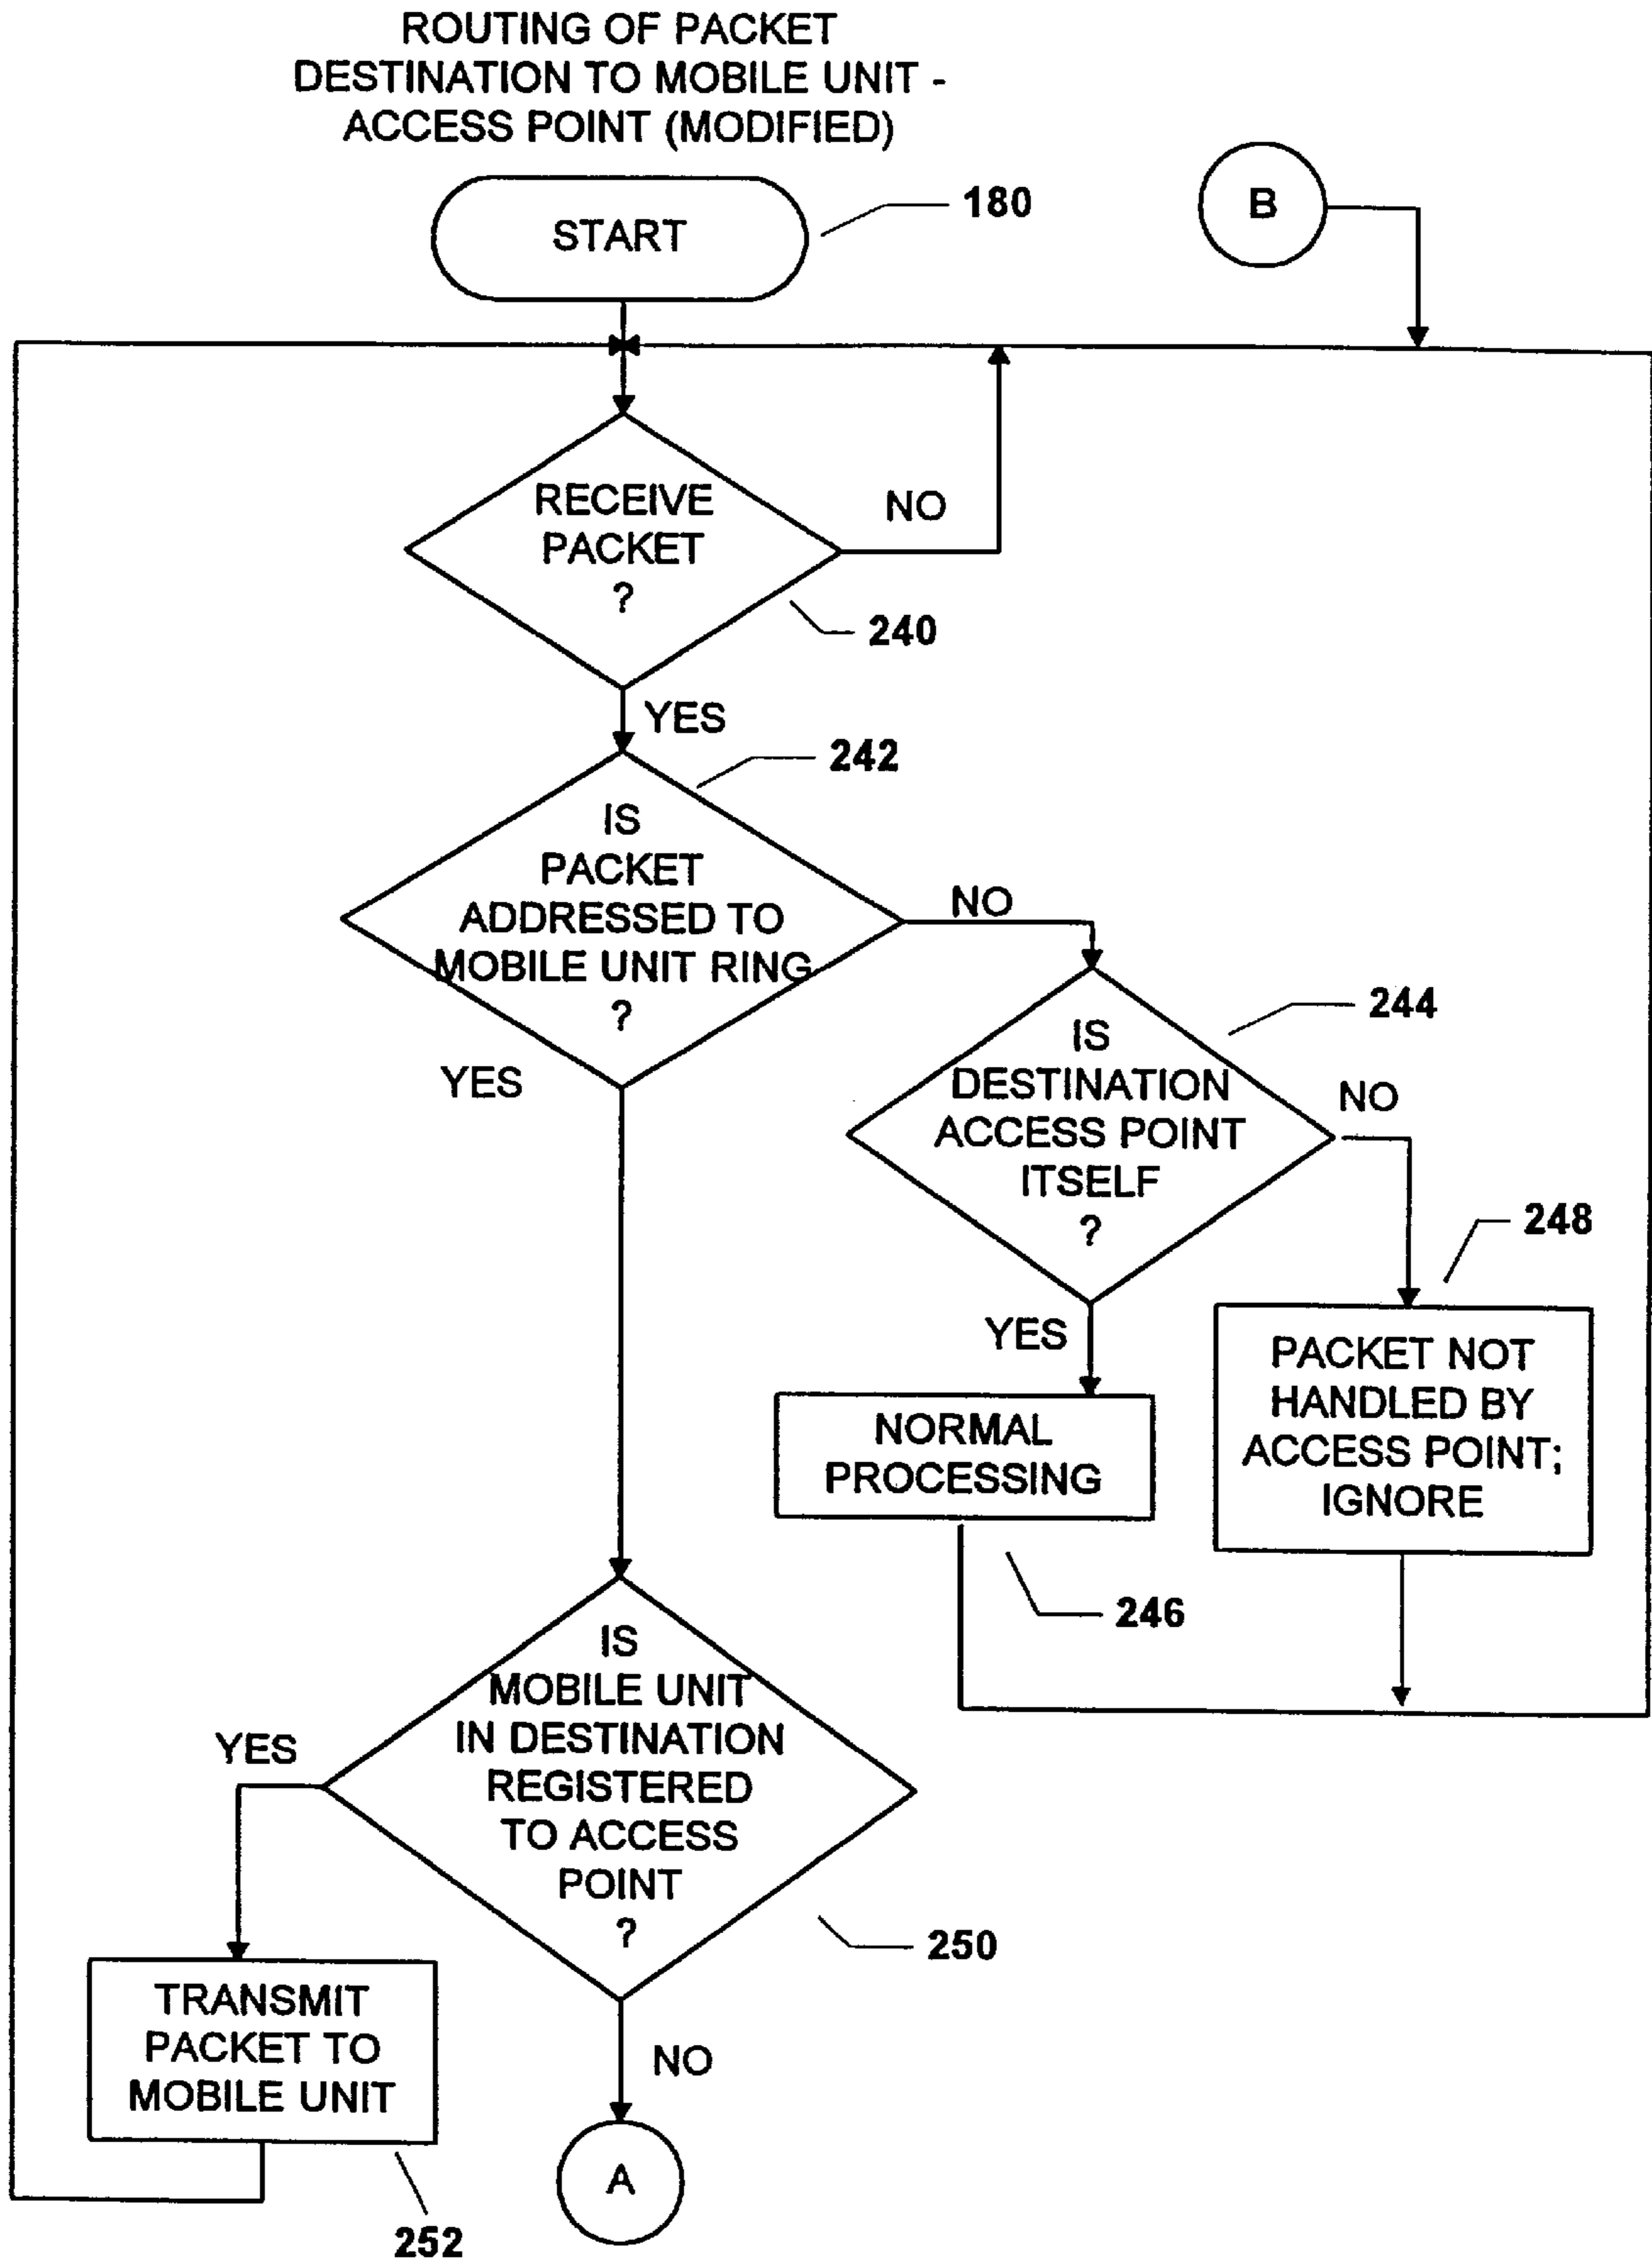 ROUTING OF PACKET
DESTINATION TO MOBILE UNIT -
ACCESS POINT (MODIFIED)
START
180
B
RECEIVE
PACKET
?
NO
240
YES
242
IS
PACKET
ADDRESSED TO
MOBILE UNIT RING
?
NO
YES
244
IS
DESTINATION
ACCESS POINT
ITSELF
?
NO
YES
248
PACKET NOT
HANDLED BY
ACCESS POINT;
IGNORE
NORMAL
PROCESSING
246
IS
MOBILE UNIT
IN DESTINATION
REGISTERED
TO ACCESS
POINT
?
YES
250
TRANSMIT
PACKET TO
MOBILE UNIT
NO
A
252